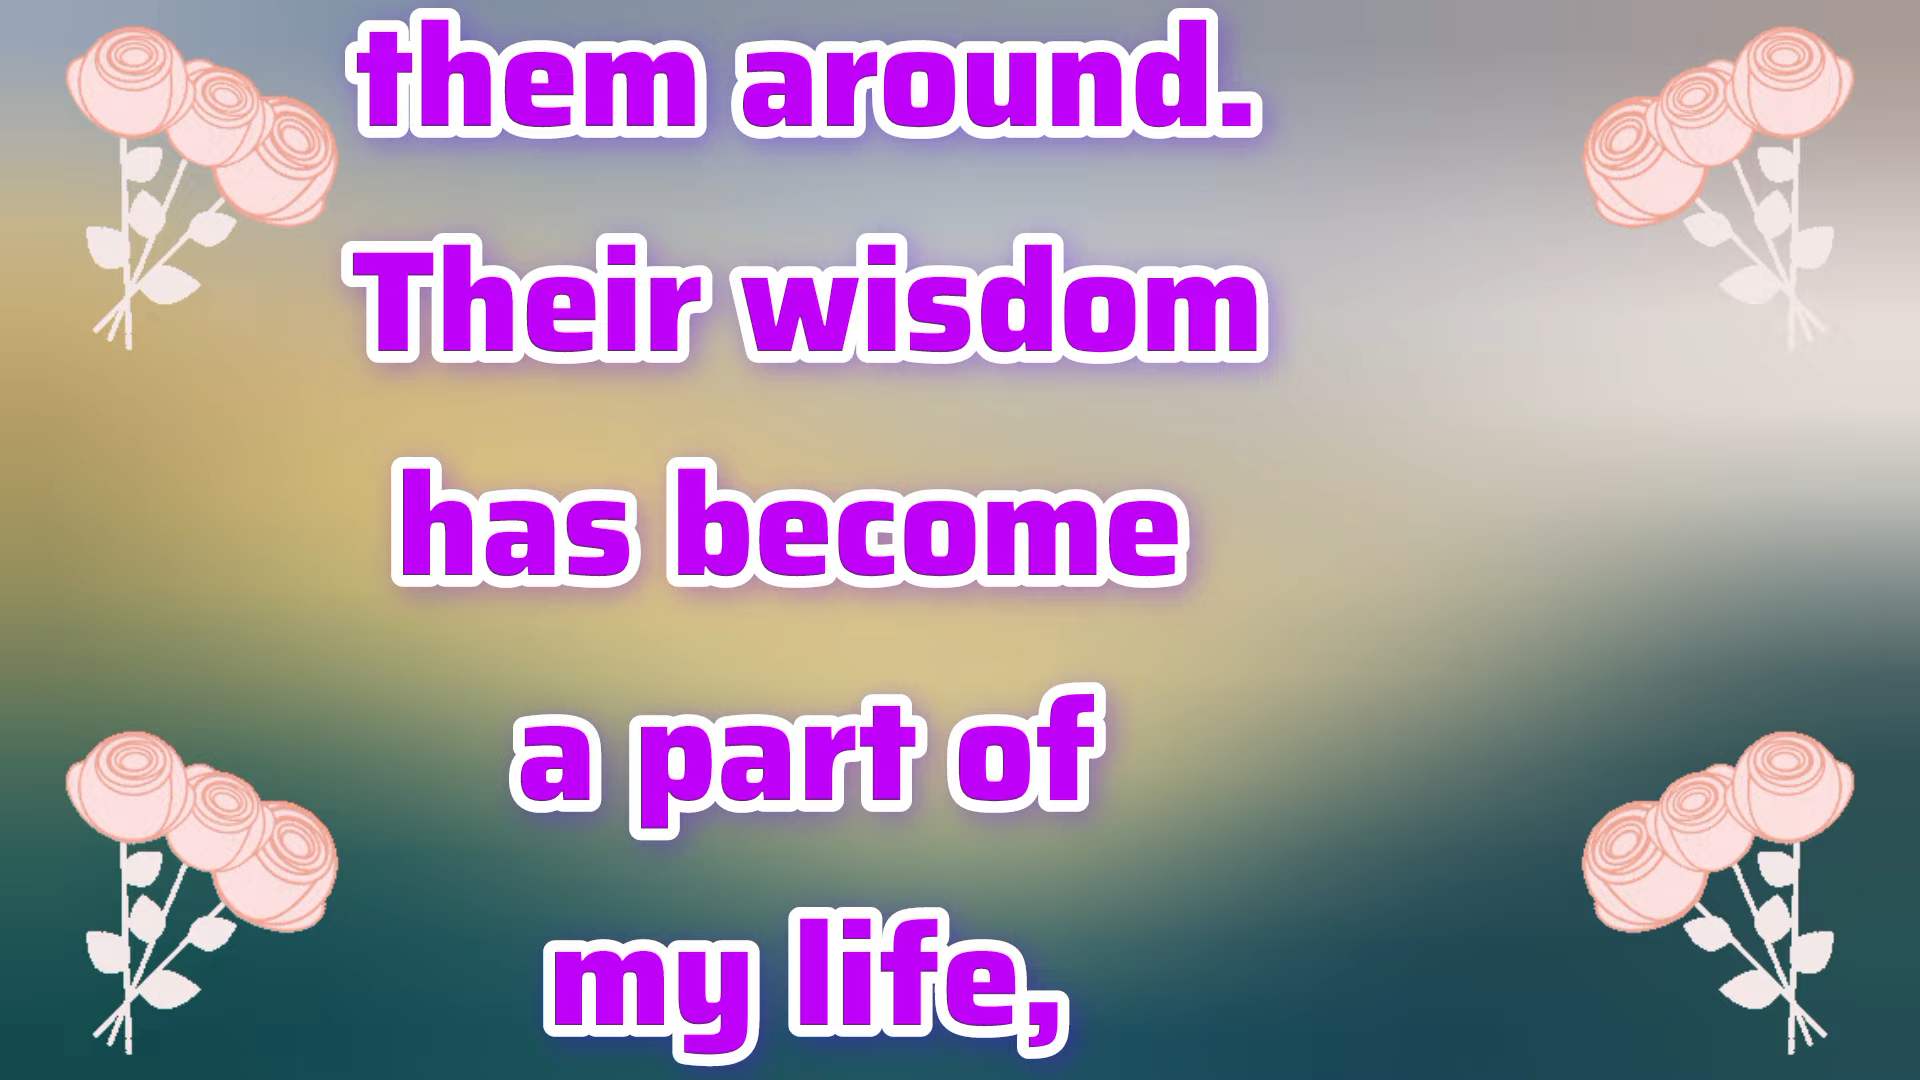 them around.
Their wisdom
has become
a part of
my life,